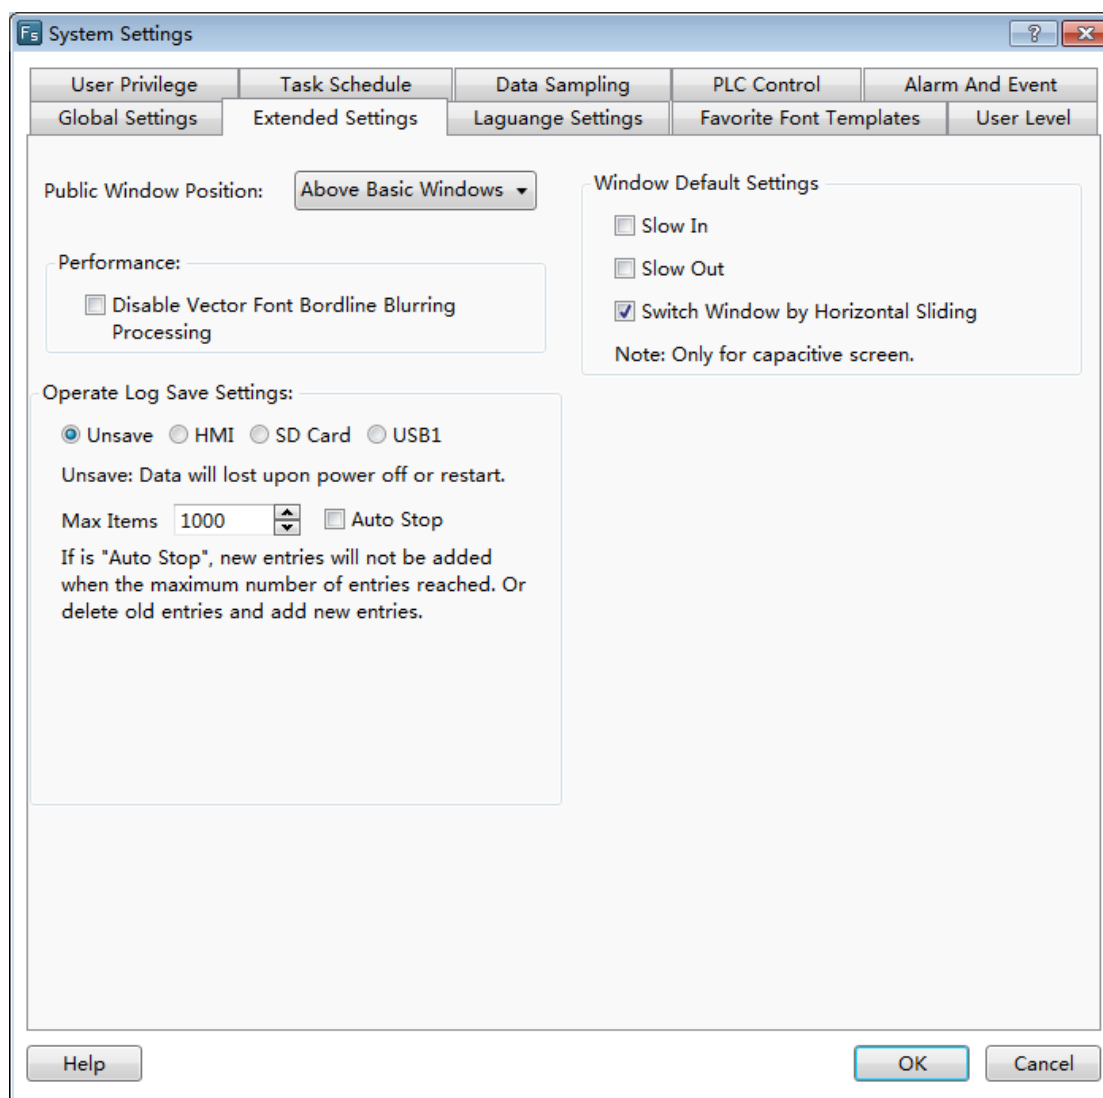 Fs System Settings
?
User Privilege Task Schedule Data Sampling PLC Control Alarm And Event
Global Settings Extended Settings Laguange Settings Favorite Font Templates User Level
Public Window Position: Above Basic Windows
Performance:
Disable Vector Font Bordline Blurring
Processing
Operate Log Save Settings:
Unsave HMI SD Card USB1
Unsave: Data will lost upon power off or restart.
Max Items 1000 Auto Stop
If is "Auto Stop", new entries will not be added
when the maximum number of entries reached. Or
delete old entries and add new entries.
Window Default Settings
Slow In
Slow Out
Switch Window by Horizontal Sliding
Note: Only for capacitive screen.
Help OK Cancel